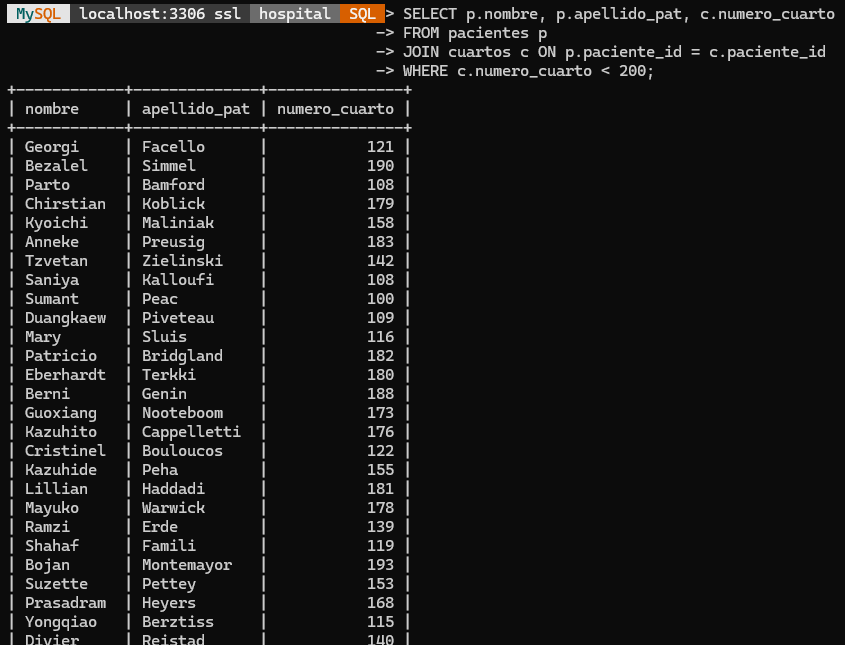 MySQL localhost:3306 ssl hospital SQL > SELECT p.nombre, p.apellido_pat, c.numero_cuarto
-> FROM pacientes p
-> JOIN cuartos c ON p.paciente_id = c.paciente_id
-> WHERE c.numero_cuarto < 200;
+------------+--------------+---------------+
| nombre | apellido_pat | numero_cuarto |
+------------+--------------+---------------+
| Georgi | Facello | 121 |
| Bezalel | Simmel | 190 |
| Parto | Bamford | 108 |
| Chirstian | Koblick | 179 |
| Kyoichi | Maliniak | 158 |
| Anneke | Preusig | 183 |
| Tzvetan | Zielinski | 142 |
| Saniya | Kalloufi | 108 |
| Sumant | Peac | 100 |
| Duangkaew | Piveteau | 109 |
| Mary | Sluis | 116 |
| Patricio | Bridgland | 182 |
| Eberhardt | Terkki | 180 |
| Berni | Genin | 188 |
| Guoxiang | Nooteboom | 173 |
| Kazuhito | Cappelletti | 176 |
| Cristinel | Bouloucos | 122 |
| Kazuhide | Peha | 155 |
| Lillian | Haddadi | 181 |
| Mayuko | Warwick | 178 |
| Ramzi | Erde | 139 |
| Shahaf | Famili | 119 |
| Bojan | Montemayor | 193 |
| Suzette | Pettey | 153 |
| Prasadram | Heyers | 168 |
| Yongqiao | Berztiss | 115 |
| Divier | Reistad | 140 |